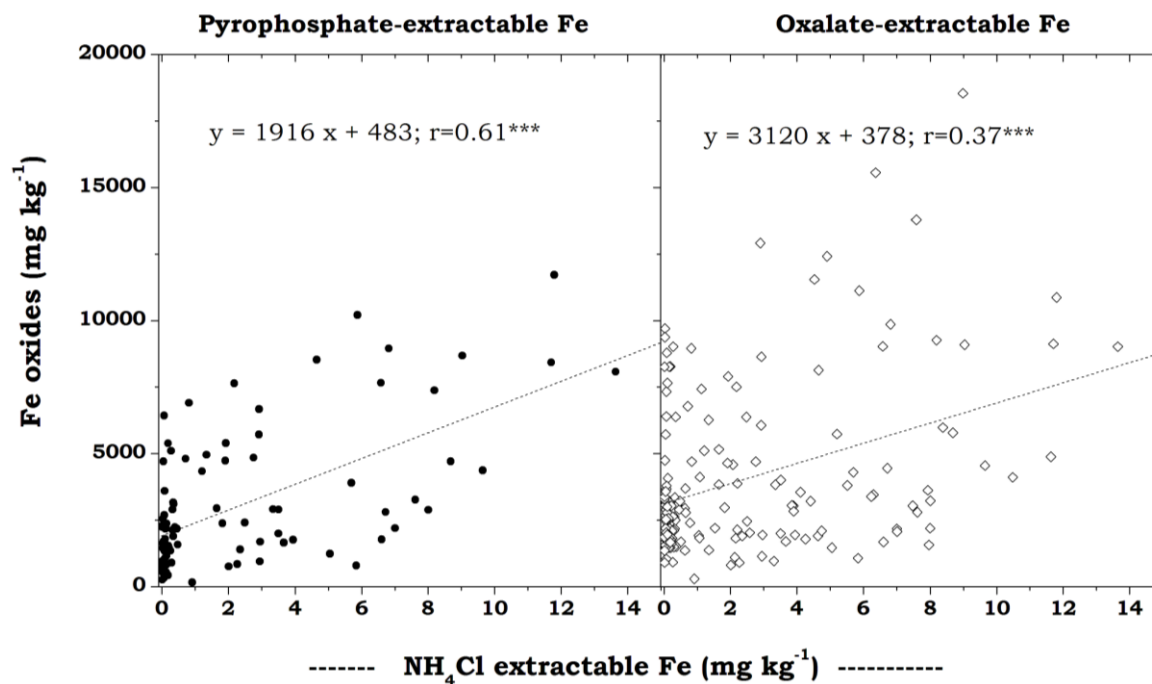 Pyrophosphate-extractable Fe
Oxalate-extractable Fe
20000
15000
10000
5000
0
Fe oxides (mg kg⁻¹)
y = 1916 x + 483; r=0.61***
y = 3120 x + 378; r=0.37***
0 2 4 6 8 10 12 14
0 2 4 6 8 10 12 14
------ NH₄Cl extractable Fe (mg kg⁻¹) ---------